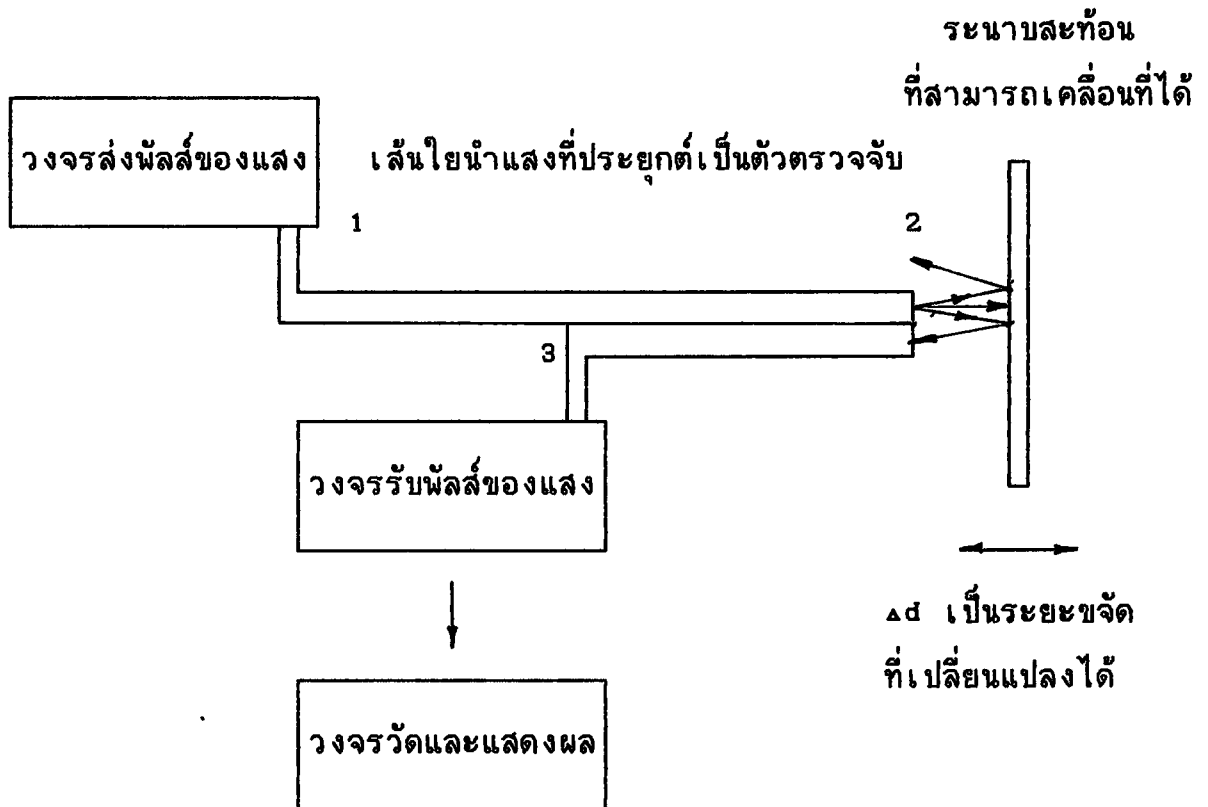 ระนาบสะท้อน
ที่สามารถเคลื่อนที่ได้
วงจรส่งพัลส์ของแสง
เส้นใยนำแสงที่ประยุกต์เป็นตัวตรวจจับ
1
2
3
วงจรรับพัลส์ของแสง
▵d เป็นระยะขจัด
ที่เปลี่ยนแปลงได้
วงจรวัดและแสดงผล